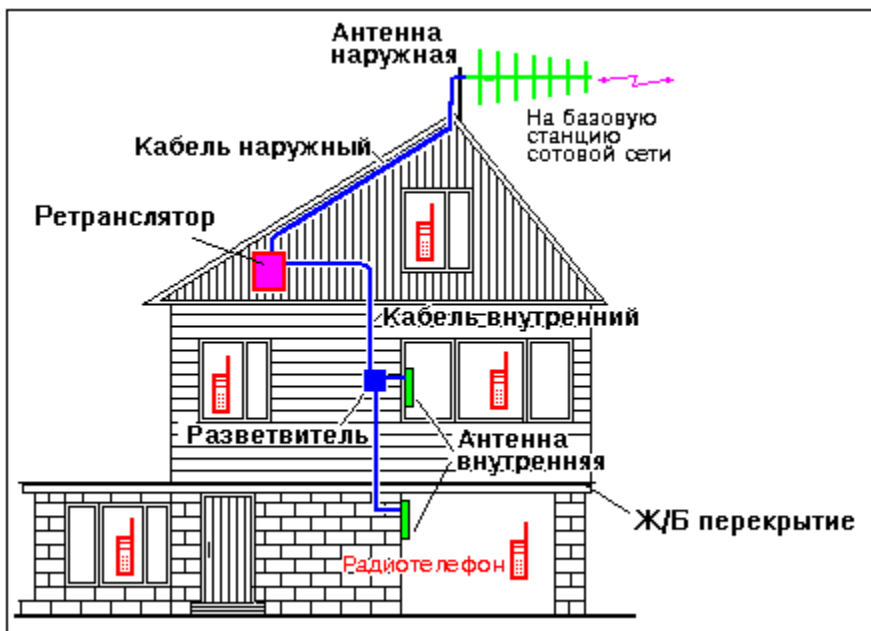 Антенна
наружная
На базовую
станцию
сотовой сети
Кабель наружный
Ретранслятор
Кабель внутренний
Разветвитель
Антенна
внутренняя
Ж/Б перекрытие
Радиотелефон